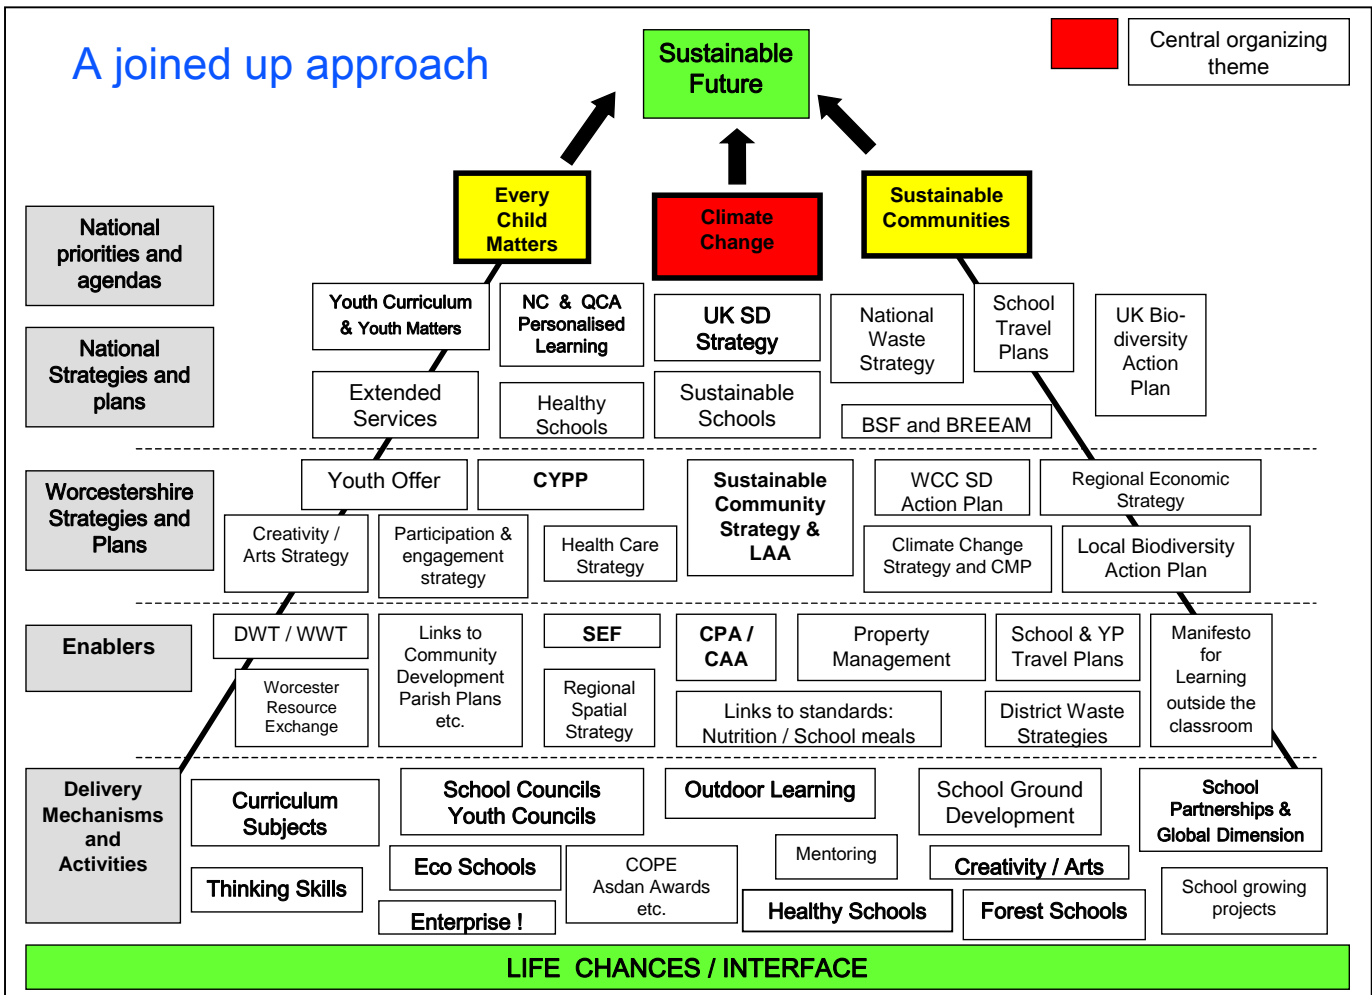 A joined up approach
Sustainable
Future
Central organizing
theme
Every
Child
Matters
Climate
Change
Sustainable
Communities
National
priorities and
agendas
Youth Curriculum
& Youth Matters
NC & QCA
Personalised
Learning
UK SD
Strategy
National
Waste
Strategy
School
Travel
Plans
UK Bio-
diversity
Action
Plan
National
Strategies and
plans
Extended
Services
Healthy
Schools
Sustainable
Schools
BSF and BREEAM
Worcestershire
Strategies and
Plans
Youth Offer
CYPP
Sustainable
Community
Strategy &
LAA
WCC SD
Action Plan
Regional Economic
Strategy
Creativity /
Arts Strategy
Participation &
engagement
strategy
Health Care
Strategy
Climate Change
Strategy and CMP
Local Biodiversity
Action Plan
Enablers
DWT / WWT
Links to
Community
Development
Parish Plans
etc.
SEF
CPA /
CAA
Property
Management
School & YP
Travel Plans
Manifesto
for
Learning
outside the
classroom
Worcester
Resource
Exchange
Regional
Spatial
Strategy
Links to standards:
Nutrition / School meals
District Waste
Strategies
Delivery
Mechanisms
and
Activities
Curriculum
Subjects
School Councils
Youth Councils
Outdoor Learning
School Ground
Development
School
Partnerships &
Global Dimension
Thinking Skills
Eco Schools
COPE
Asdan Awards
etc.
Mentoring
Creativity / Arts
School growing
projects
Enterprise !
Healthy Schools
Forest Schools
LIFE CHANCES / INTERFACE